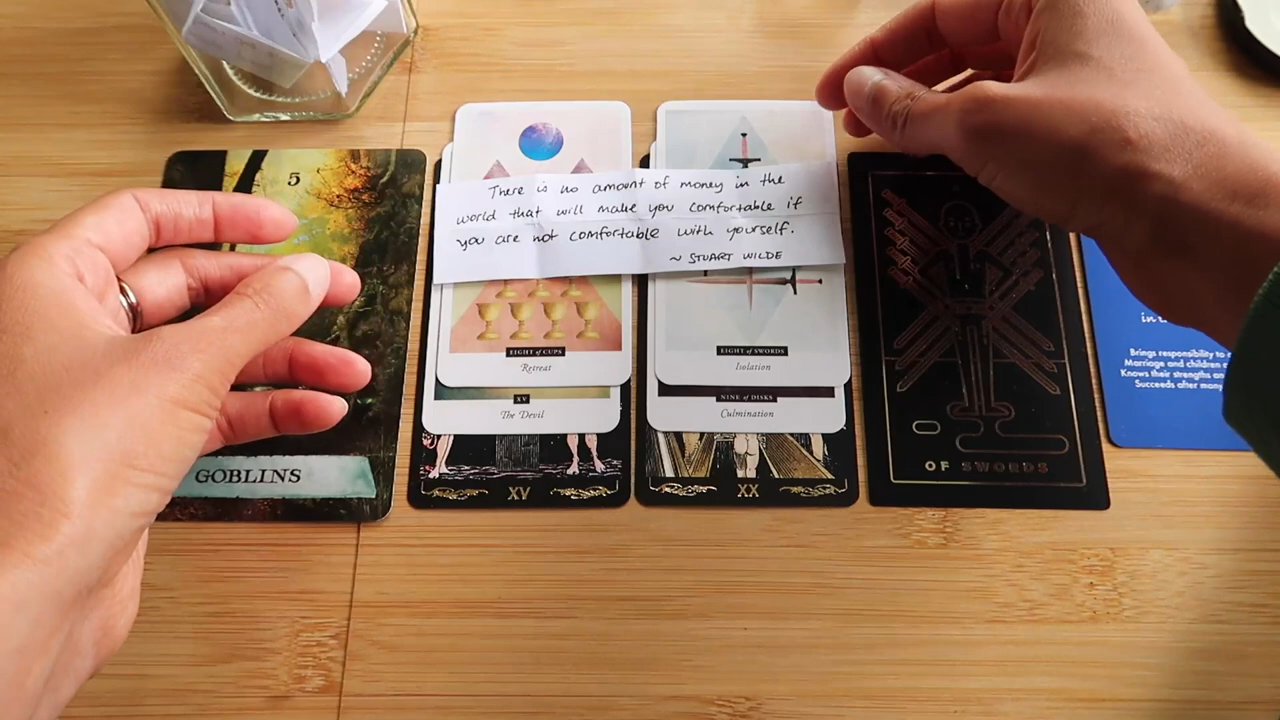 5
GOBLINS
There is no amount of money in the
world that will make you comfortable if
you are not comfortable with yourself.
~ STUART WILDE
EIGHT of CUPS
Retreat
XV
The Devil
XV
EIGHT of SWORDS
Isolation
NINE of DISKS
Culmination
XX
OF SWORDS
in
Brings responsibility to
Marriage and children
Knows their strengths
Succeeds after many